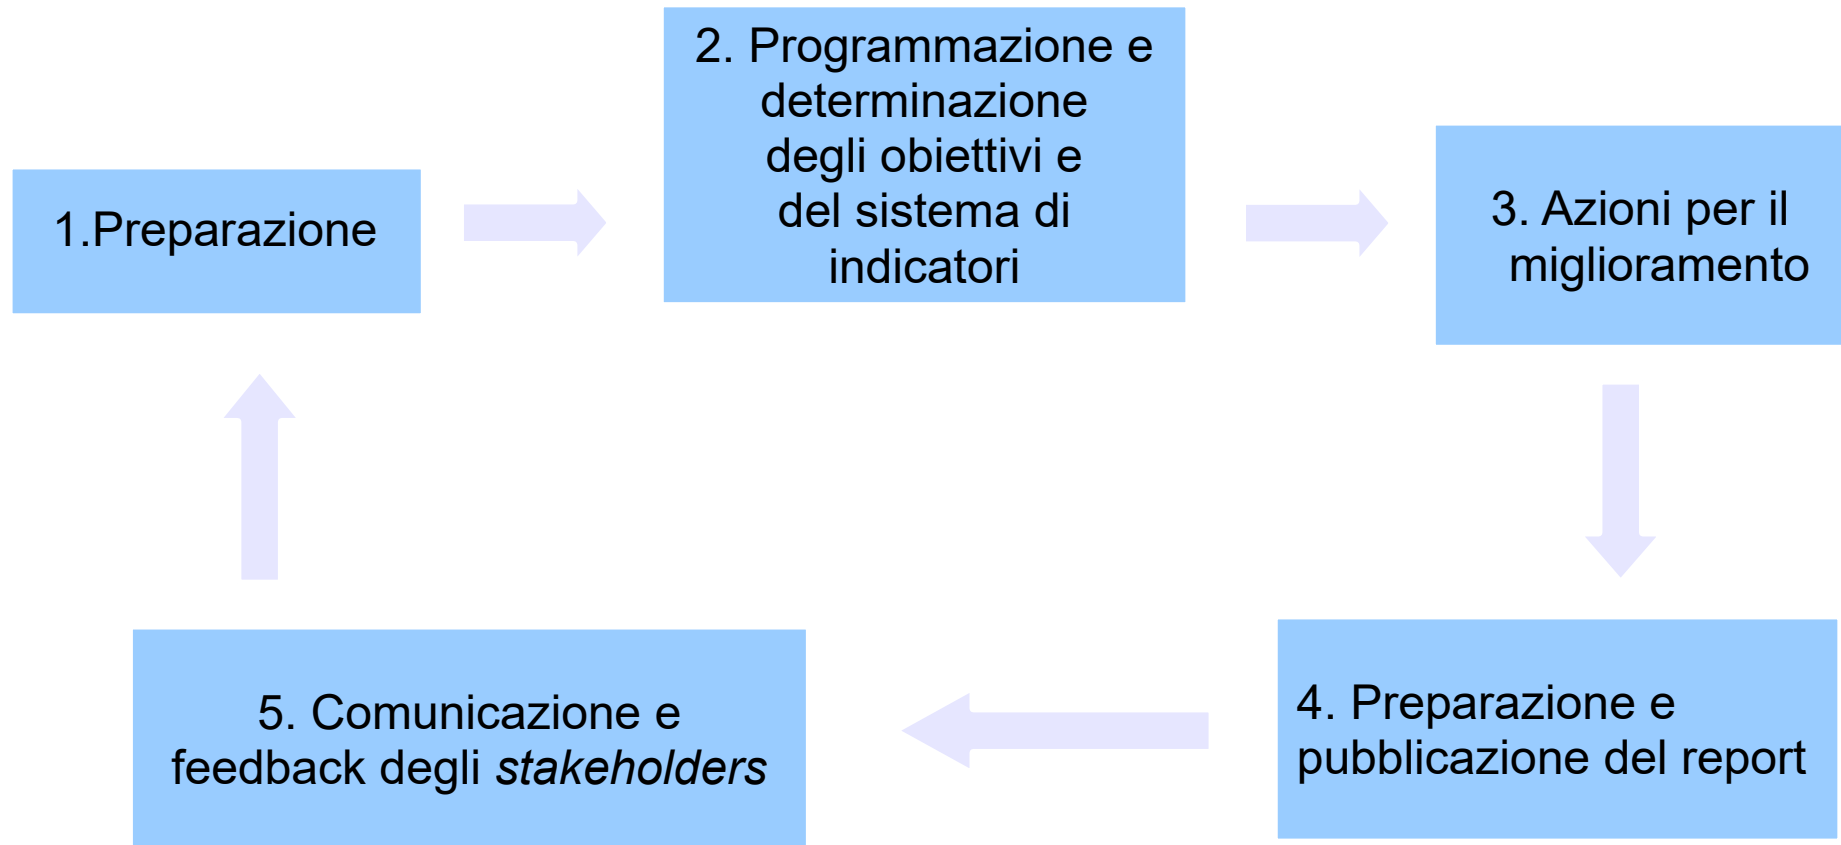 1.Preparazione
2. Programmazione e
determinazione
degli obiettivi e
del sistema di
indicatori
3. Azioni per il
miglioramento
4. Preparazione e
pubblicazione del report
5. Comunicazione e
feedback degli stakeholders